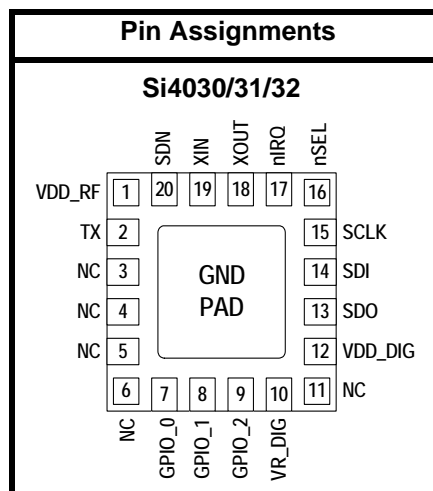 Pin Assignments
Si4030/31/32
SDN
XIN
XOUT
nIRQ
nSEL
VDD_RF 1 20 19 18 17 16
TX 2 15 SCLK
NC 3 GND 14 SDI
NC 4 PAD 13 SDO
NC 5 12 VDD_DIG
6 7 8 9 10 11 NC
NC
GPIO_0
GPIO_1
GPIO_2
VR_DIG